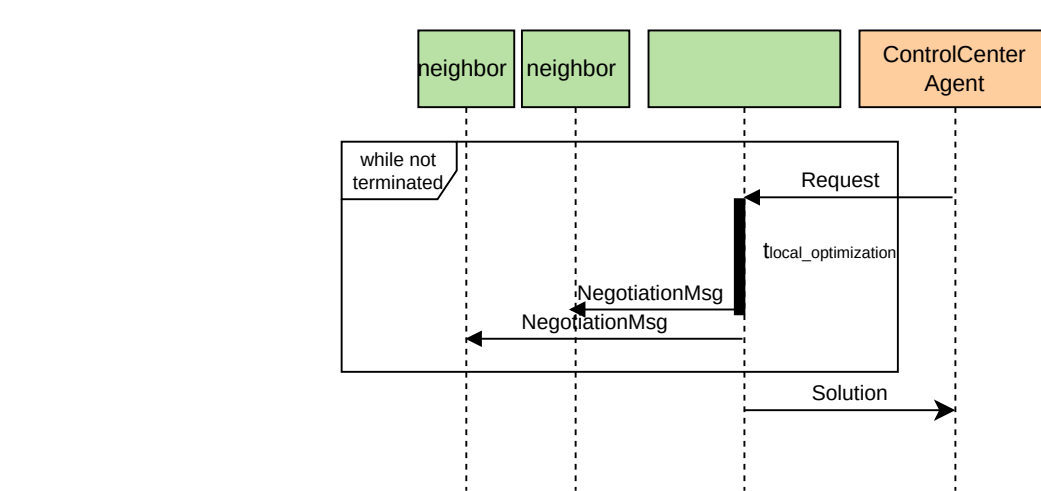 neighbor
neighbor
ControlCenter
Agent
while not
terminated
Request
tlocal_optimization
NegotiationMsg
NegotiationMsg
Solution